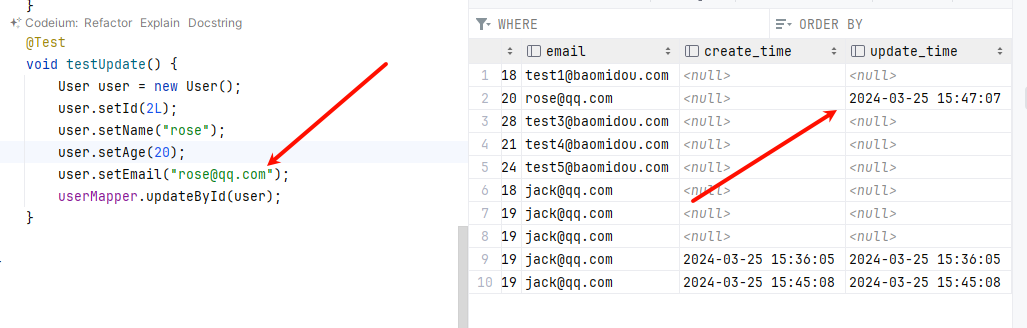 }
Codeium: Refactor Explain Docstring
@Test
void testUpdate() {
User user = new User();
user.setId(2L);
user.setName("rose");
user.setAge(20);
user.setEmail("rose@qq.com");
userMapper.updateById(user);
}
WHERE ORDER BY
email create_time update_time
1 18 test1@baomidou.com <null> <null>
2 20 rose@qq.com <null> 2024-03-25 15:47:07
3 28 test3@baomidou.com <null> <null>
4 21 test4@baomidou.com <null> <null>
5 24 test5@baomidou.com <null> <null>
6 18 jack@qq.com <null> <null>
7 19 jack@qq.com <null> <null>
8 19 jack@qq.com <null> <null>
9 19 jack@qq.com 2024-03-25 15:36:05 2024-03-25 15:36:05
10 19 jack@qq.com 2024-03-25 15:45:08 2024-03-25 15:45:08